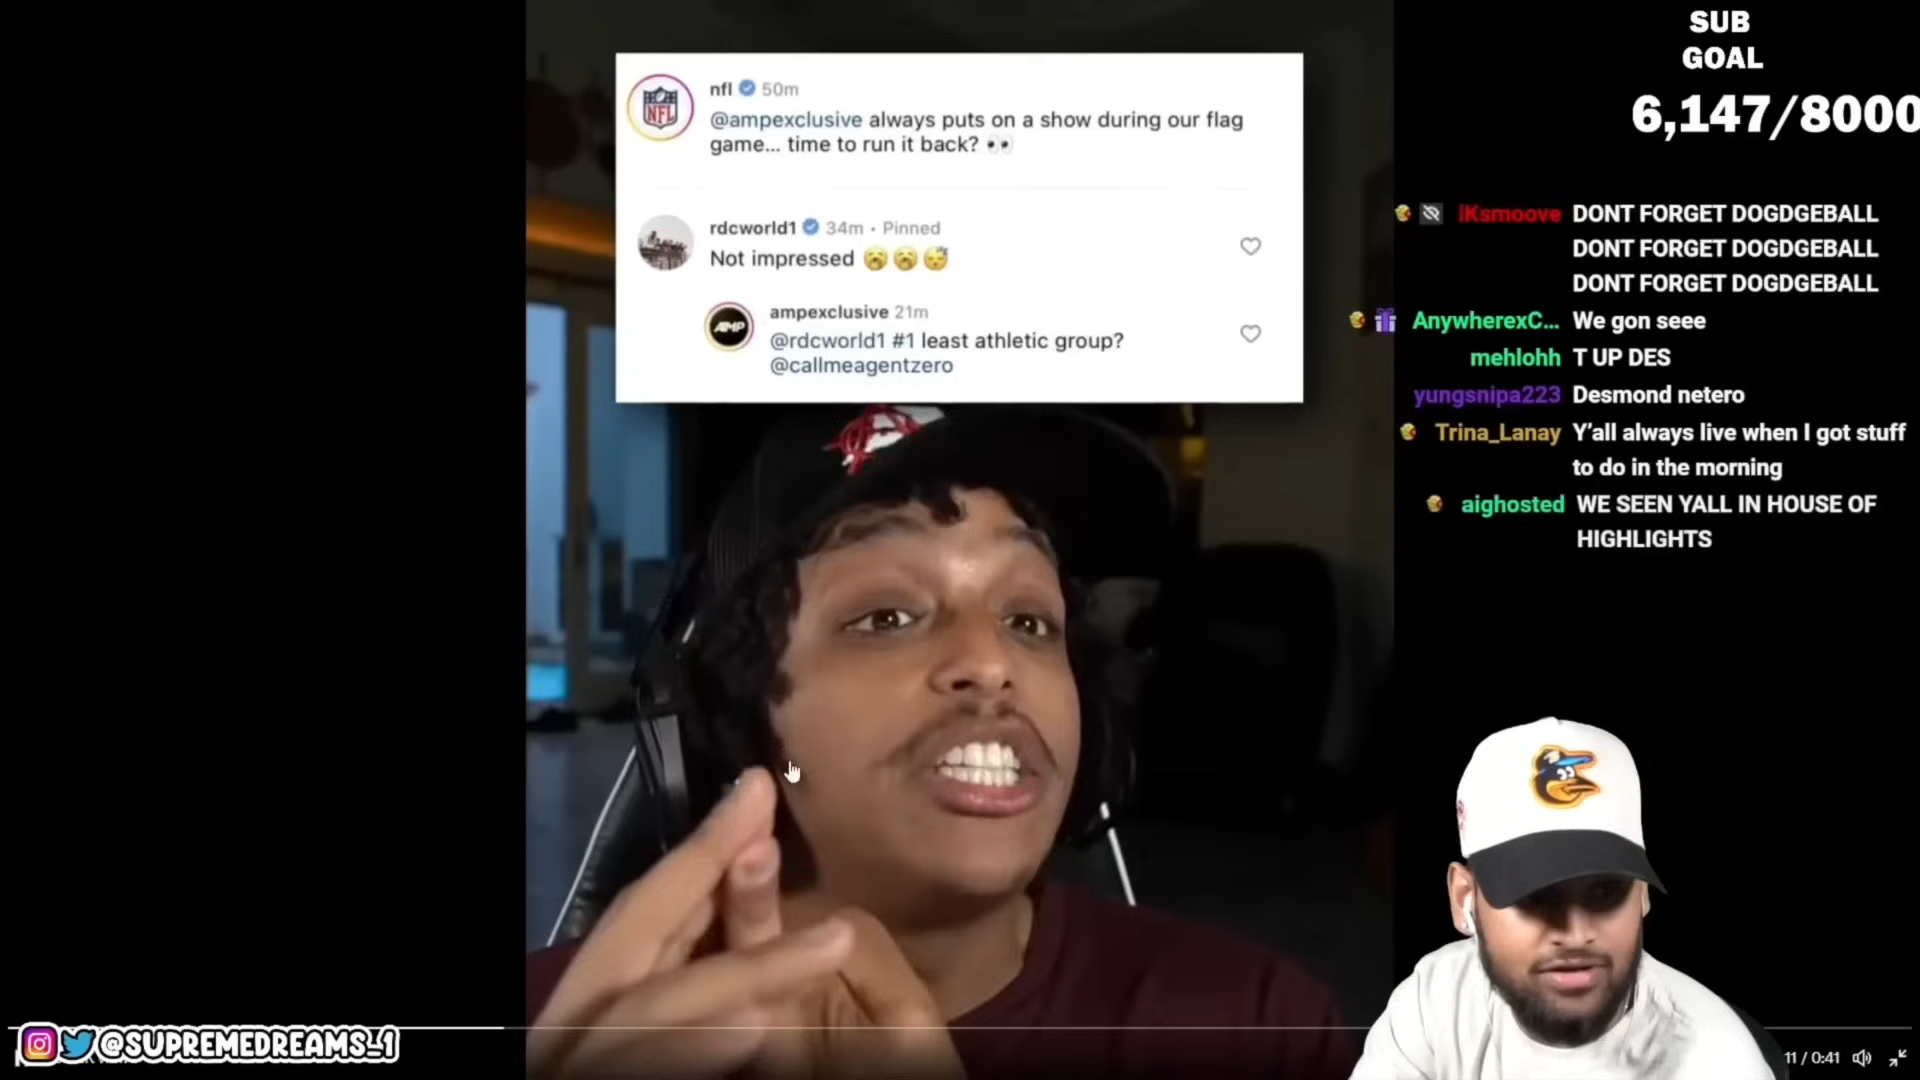 SUB
GOAL
6,147/8000
nfl 50m
@ampexclusive always puts on a show during our flag
game... time to run it back? 👀
rdcworld1 34m • Pinned
Not impressed 😪😪😴
ampexclusive 21m
@rdcworld1 #1 least athletic group?
@callmeagentzero
NFL
AMP
iKsmoove DONT FORGET DOGDGEBALL
DONT FORGET DOGDGEBALL
DONT FORGET DOGDGEBALL
AnywherexC... We gon seee
mehlohh T UP DES
yungsnipa223 Desmond netero
Trina_Lanay Y'all always live when I got stuff
to do in the morning
aighosted WE SEEN YALL IN HOUSE OF
HIGHLIGHTS
@SUPREMEDREAMS_1
11 / 0:41